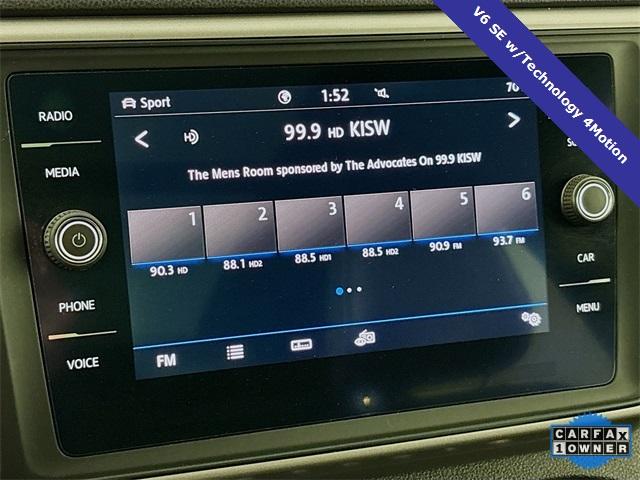 V6 SE w/Technology 4Motion
RADIO
MEDIA
PHONE
VOICE
Sport
1:52
70
HD
99.9 HD KISW
The Mens Room sponsored by The Advocates On 99.9 KISW
1
2
3
4
5
6
90.3 HD
88.1 HD2
88.5 HD1
88.5 HD2
90.9 FM
93.7 FM
FM
CAR
MENU
CARFAX
1 OWNER